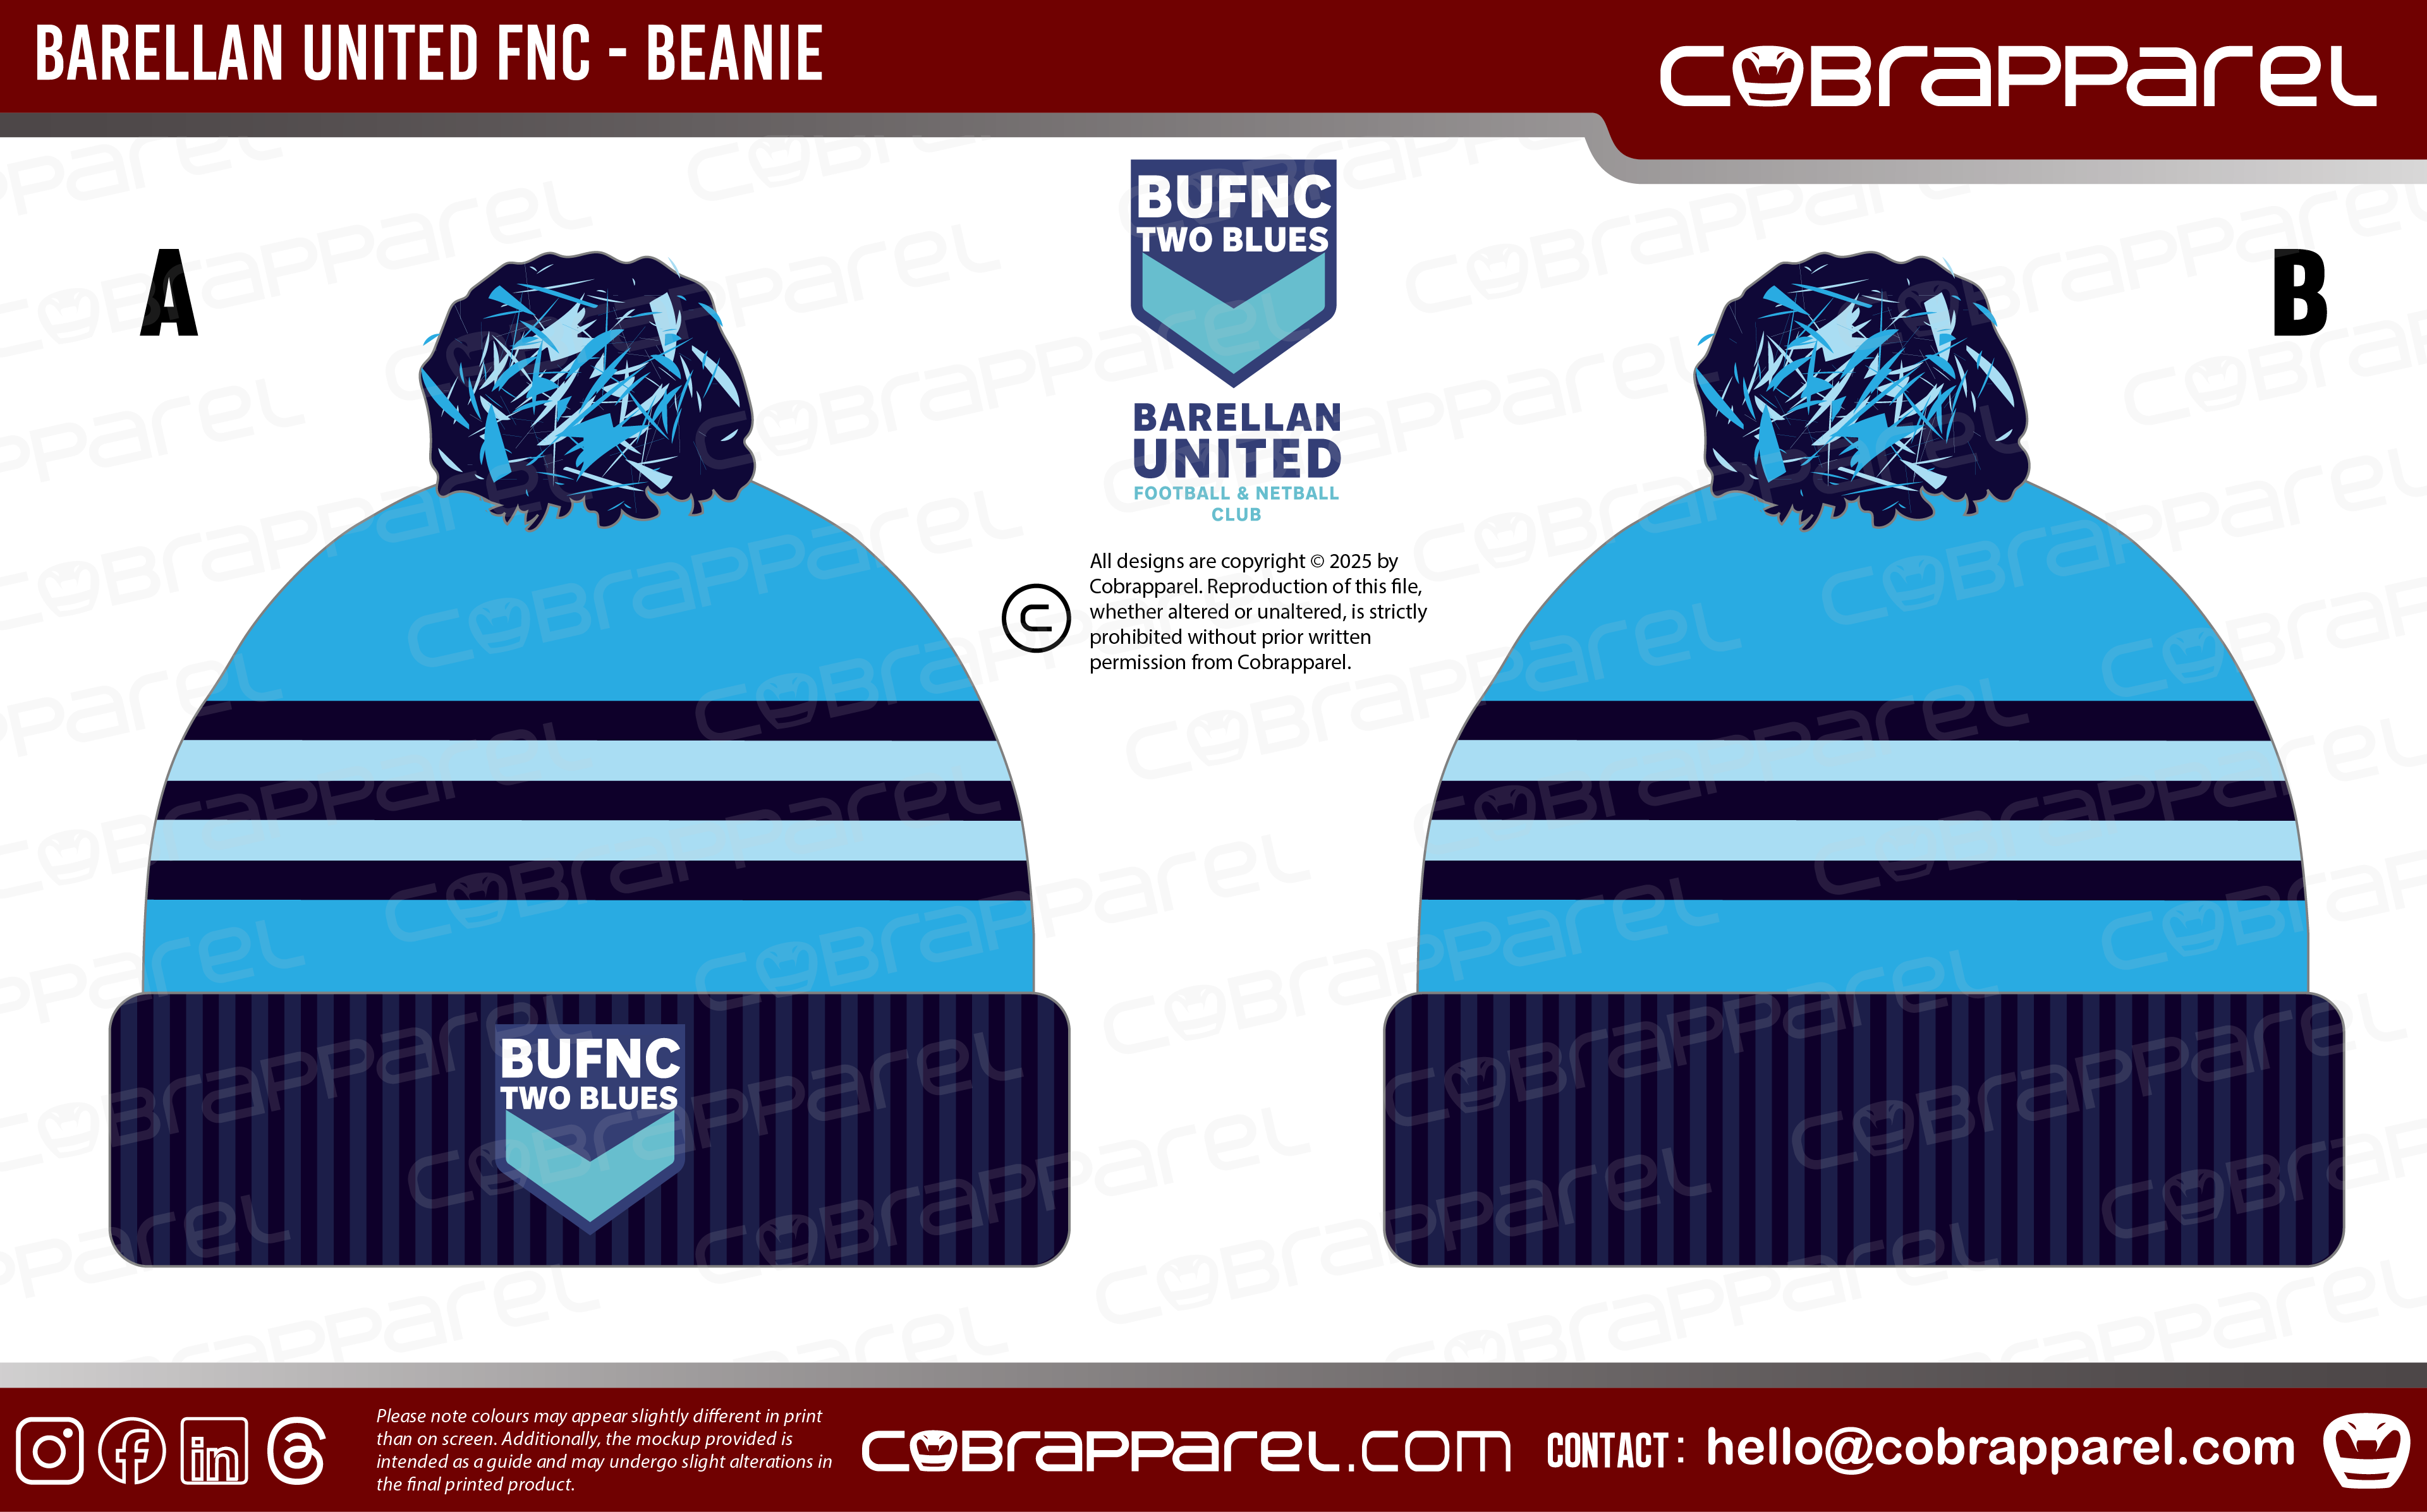 BARELLAN UNITED FNC - BEANIE
COBRAPPAREL
A
B
BUFNC
TWO BLUES
BARELLAN
UNITED
FOOTBALL & NETBALL
CLUB
All designs are copyright © 2025 by
Cobrapparel. Reproduction of this file,
whether altered or unaltered, is strictly
prohibited without prior written
permission from Cobrapparel.
BUFNC
TWO BLUES
Please note colours may appear slightly different in print
than on screen. Additionally, the mockup provided is
intended as a guide and may undergo slight alterations in
the final printed product.
COBRAPPAREL.COM
CONTACT: hello@cobrapparel.com